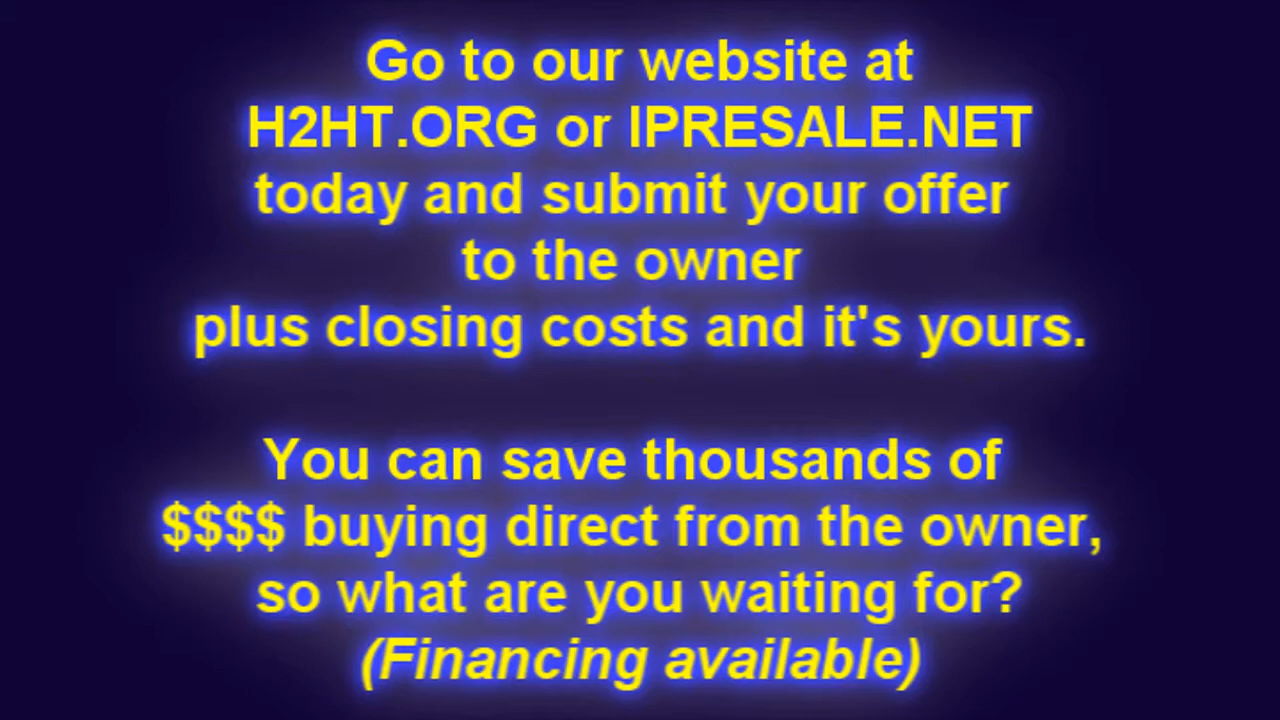 Go to our website at
H2HT.ORG or IPRESALE.NET
today and submit your offer
to the owner
plus closing costs and it's yours.
You can save thousands of
$$$$ buying direct from the owner,
so what are you waiting for?
(Financing available)